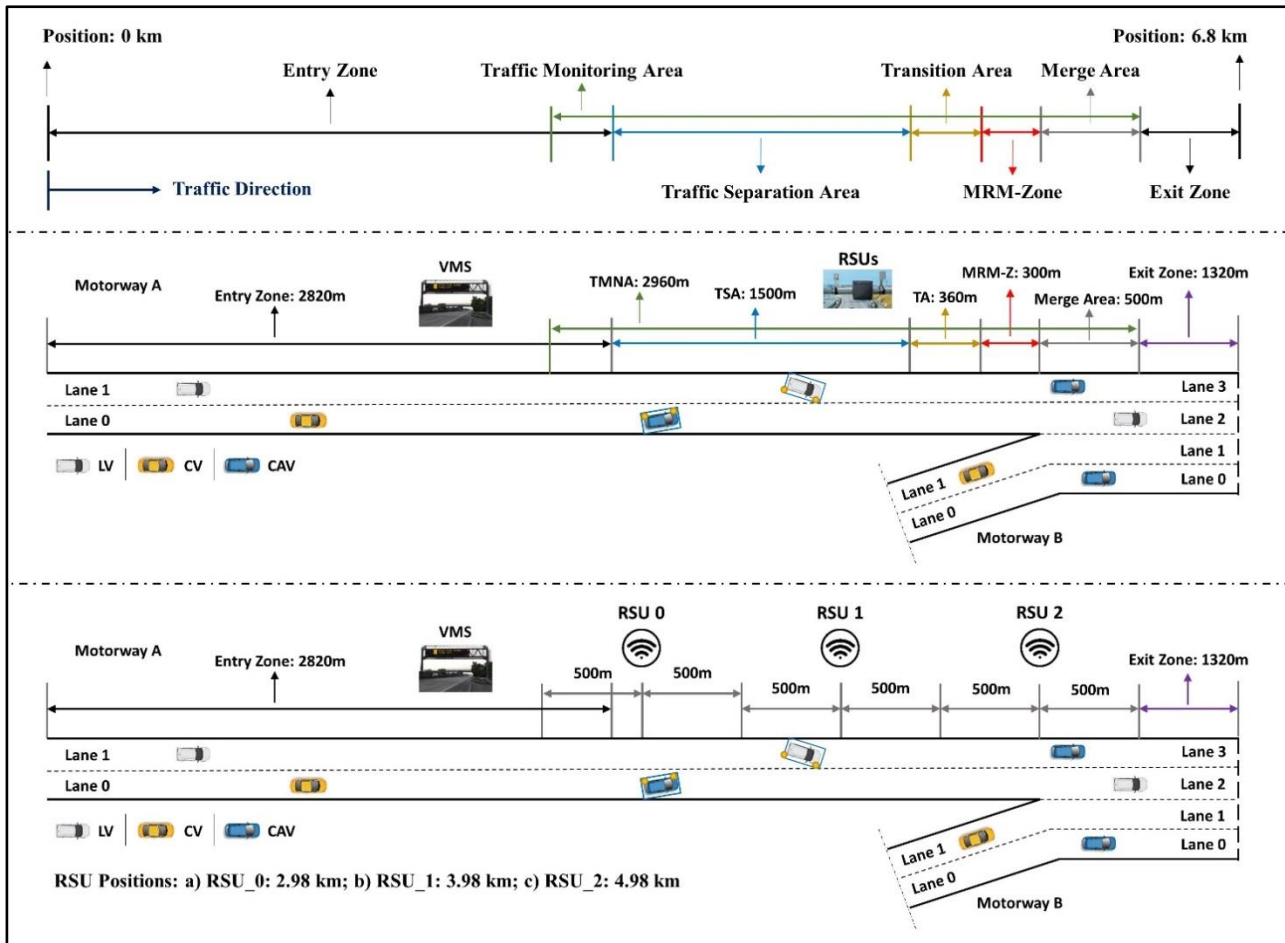 Position: 0 km
Position: 6.8 km
Entry Zone
Traffic Monitoring Area
Transition Area
Merge Area
Traffic Direction
Traffic Separation Area
MRM-Zone
Exit Zone
Motorway A
VMS
RSUs
Entry Zone: 2820m
TMNA: 2960m
TSA: 1500m
TA: 360m
MRM-Z: 300m
Merge Area: 500m
Exit Zone: 1320m
Lane 1
Lane 3
Lane 0
Lane 2
LV
CV
CAV
Lane 1
Lane 1
Lane 0
Lane 0
Motorway B
RSU 0
RSU 1
RSU 2
Motorway A
VMS
Entry Zone: 2820m
500m
500m
500m
500m
500m
500m
Exit Zone: 1320m
Lane 1
Lane 3
Lane 0
Lane 2
LV
CV
CAV
Lane 1
Lane 1
Lane 0
Lane 0
Motorway B
RSU Positions: a) RSU_0: 2.98 km; b) RSU_1: 3.98 km; c) RSU_2: 4.98 km